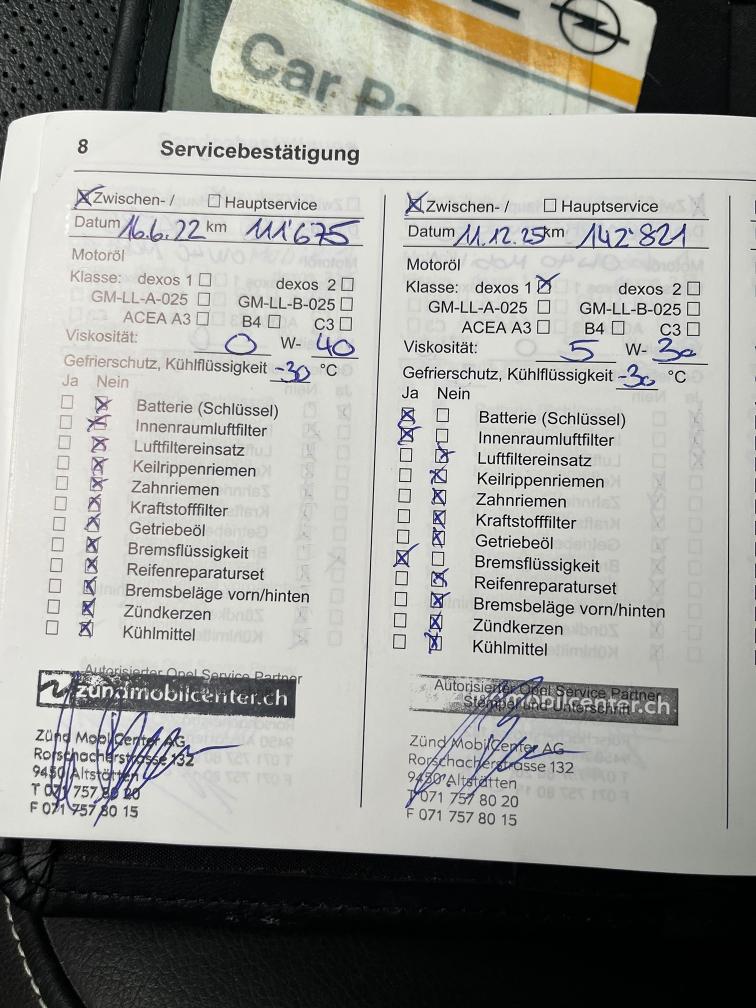 Car Pa
8 Servicebestätigung
Zwischen- / Hauptservice
Datum 16.6.22 km 111'675
Motoröl
Klasse: dexos 1 dexos 2
GM-LL-A-025 GM-LL-B-025
ACEA A3 B4 C3
Viskosität: 0 W- 40
Gefrierschutz, Kühlflüssigkeit -30 °C
Ja Nein
Batterie (Schlüssel)
Innenraumluftfilter
Luftfiltereinsatz
Keilrippenriemen
Zahnriemen
Kraftstofffilter
Getriebeöl
Bremsflüssigkeit
Reifenreparaturset
Bremsbeläge vorn/hinten
Zündkerzen
Kühlmittel
Autorisierter Opel Service Partner
zündmobilcenter.ch
Zünd MobilCenter AG
Rorschacherstrasse 132
9450 Altstätten
T 071 757 80 20
F 071 757 80 15
Zwischen- / Hauptservice
Datum 11.12.25 km 142'821
Motoröl
Klasse: dexos 1 dexos 2
GM-LL-A-025 GM-LL-B-025
ACEA A3 B4 C3
Viskosität: 5 W- 30
Gefrierschutz, Kühlflüssigkeit -30 °C
Ja Nein
Batterie (Schlüssel)
Innenraumluftfilter
Luftfiltereinsatz
Keilrippenriemen
Zahnriemen
Kraftstofffilter
Getriebeöl
Bremsflüssigkeit
Reifenreparaturset
Bremsbeläge vorn/hinten
Zündkerzen
Kühlmittel
Autorisierter Opel Service Partner
Stempel und Unterschrift
mobilcenter.ch
Zünd MobilCenter AG
Rorschacherstrasse 132
9450 Altstätten
T 071 757 80 20
F 071 757 80 15